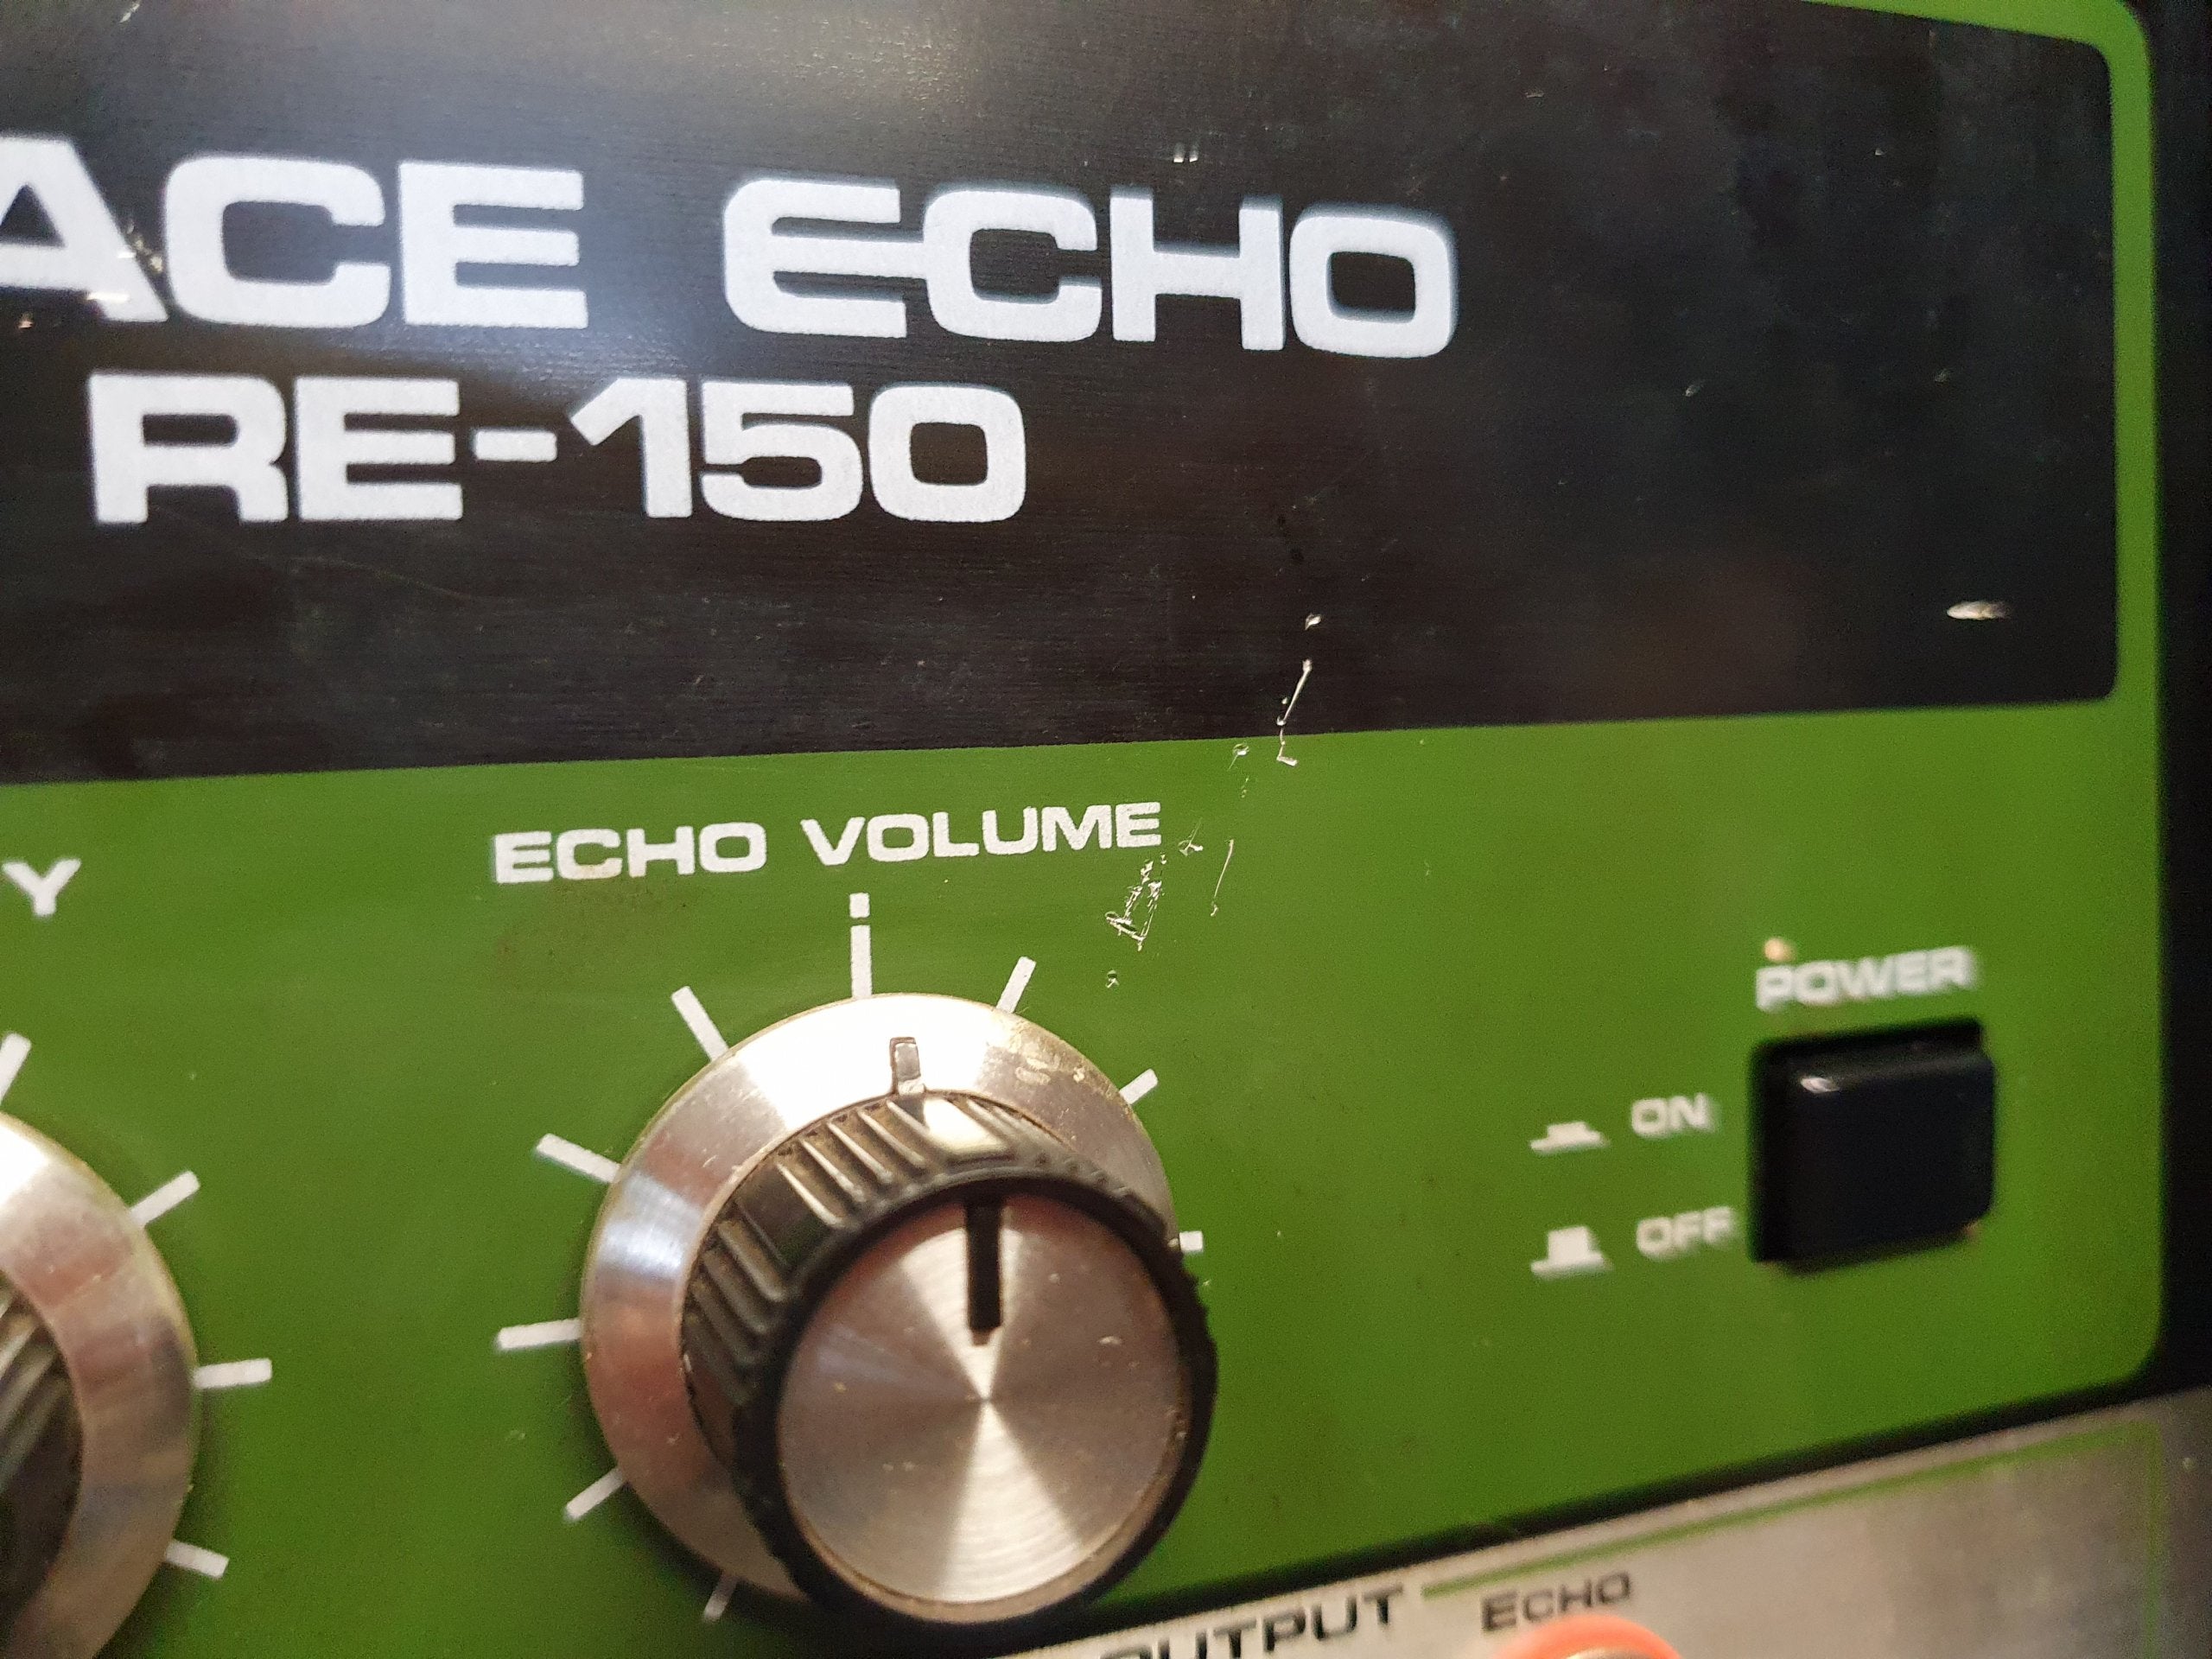 ACE ECHO
RE-150
Y
ECHO VOLUME
POWER
ON
OFF
OUTPUT
ECHO